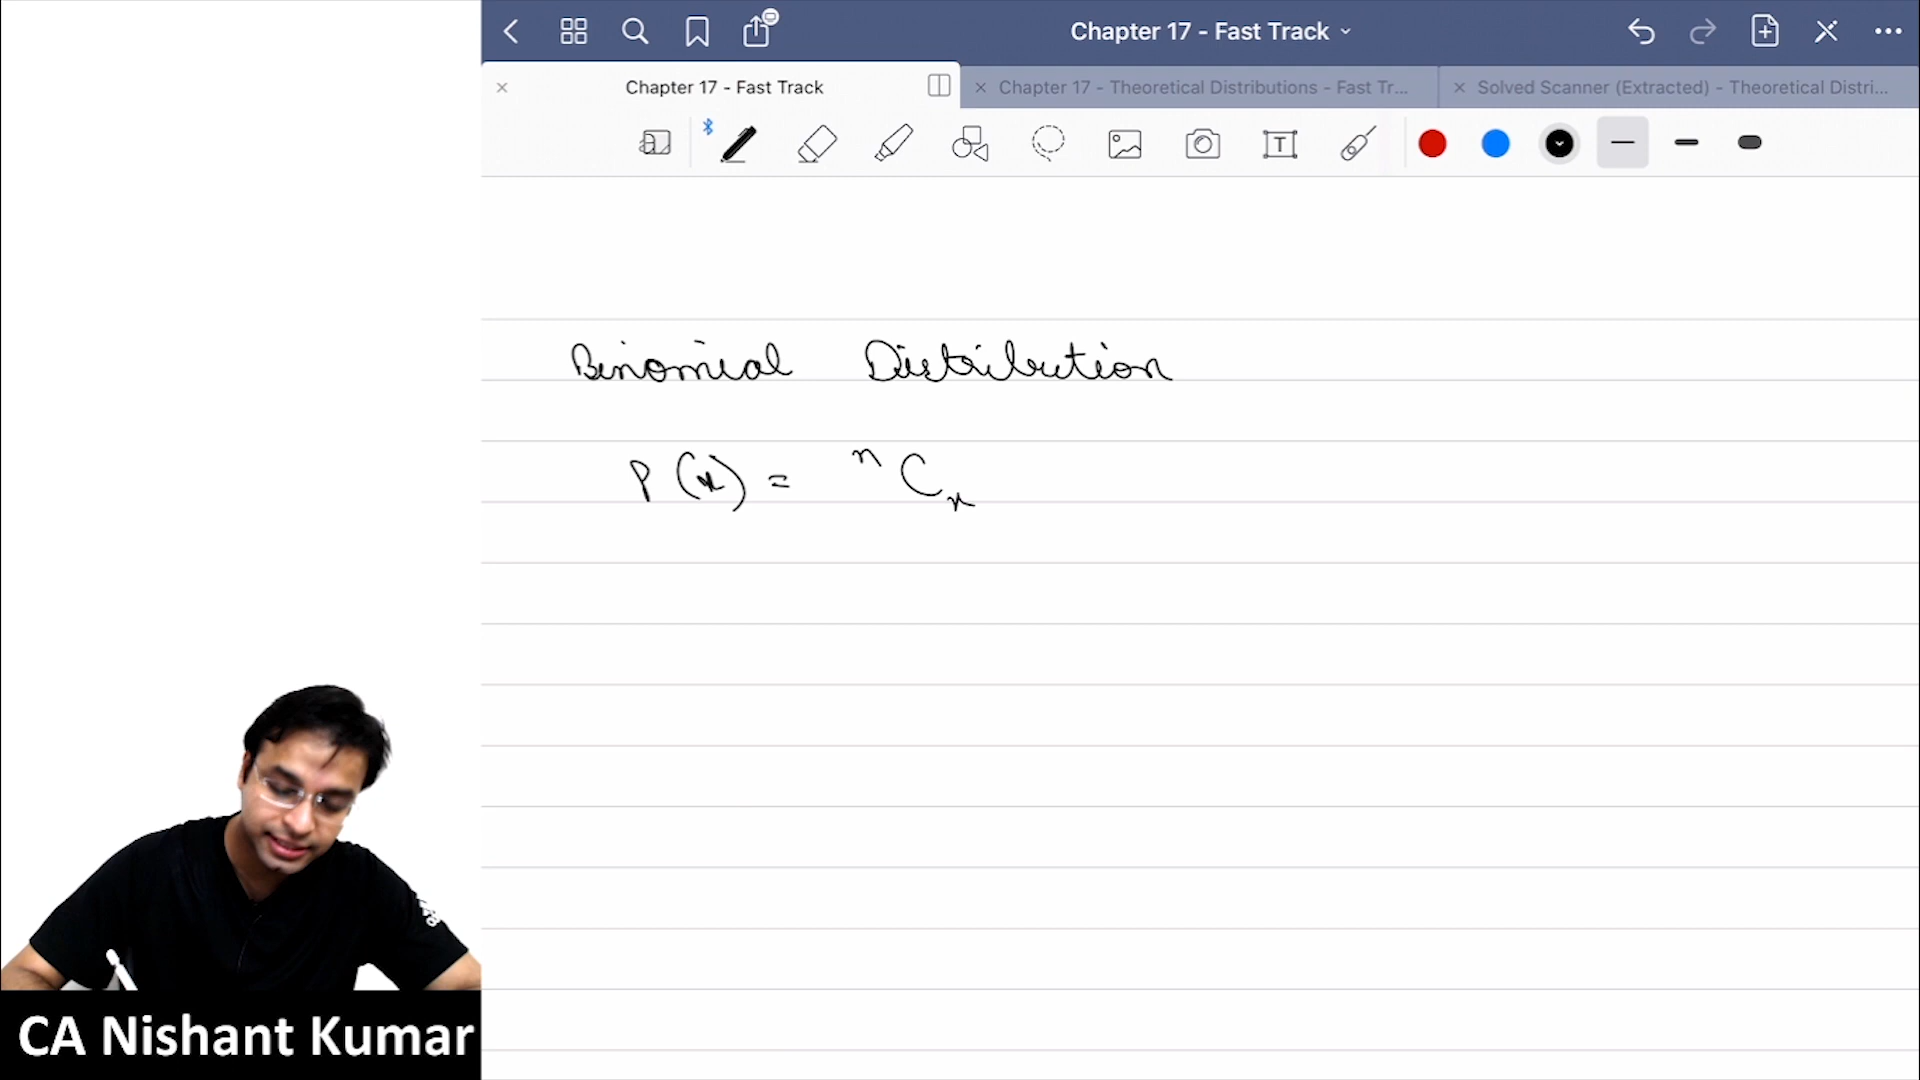 Chapter 17 - Fast Track
Chapter 17 - Fast Track
Chapter 17 - Theoretical Distributions - Fast Tr...
Solved Scanner (Extracted) - Theoretical Distri...
Binomial Distribution
P(x) = ⁿCₓ
CA Nishant Kumar